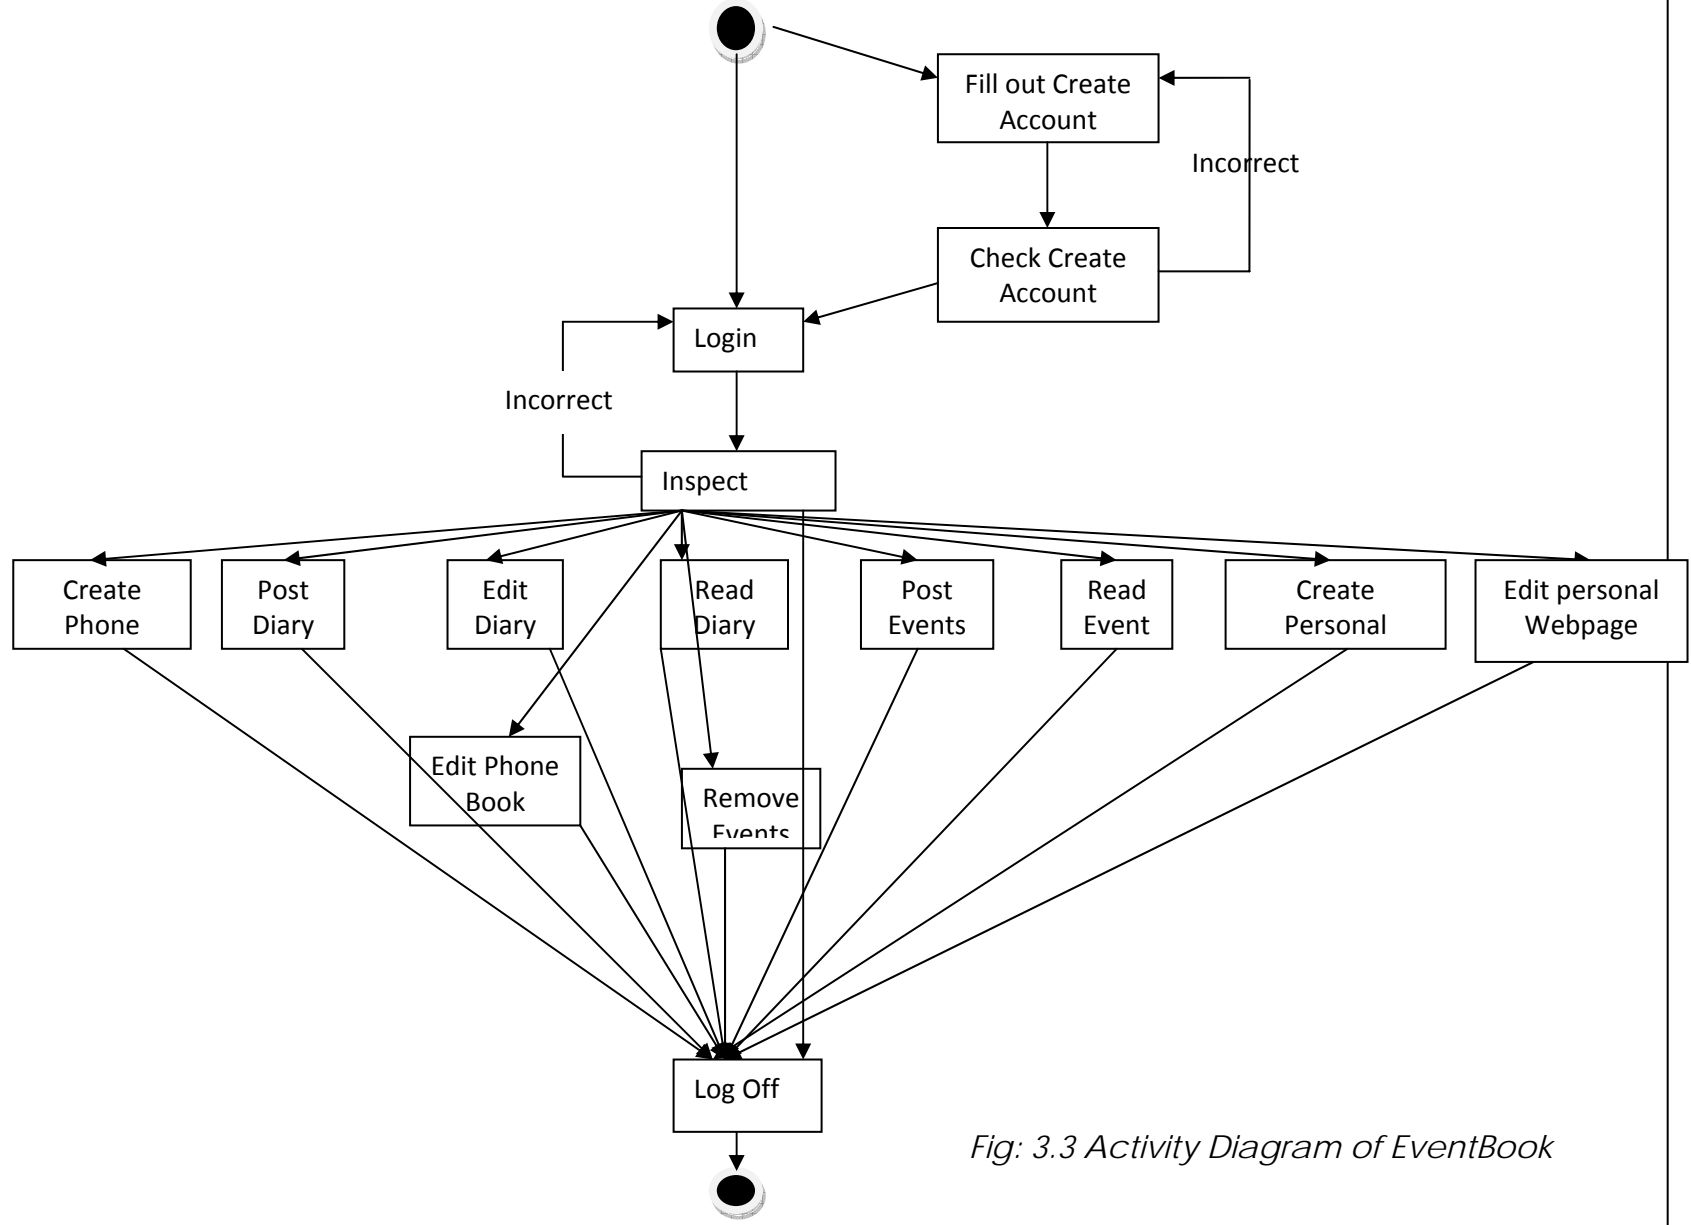 Fill out Create
Account
Incorrect
Check Create
Account
Login
Incorrect
Inspect
Create
Phone
Post
Diary
Edit
Diary
Read
Diary
Post
Events
Read
Event
Create
Personal
Edit personal
Webpage
Edit Phone
Book
Remove
Events
Log Off
Fig: 3.3 Activity Diagram of EventBook